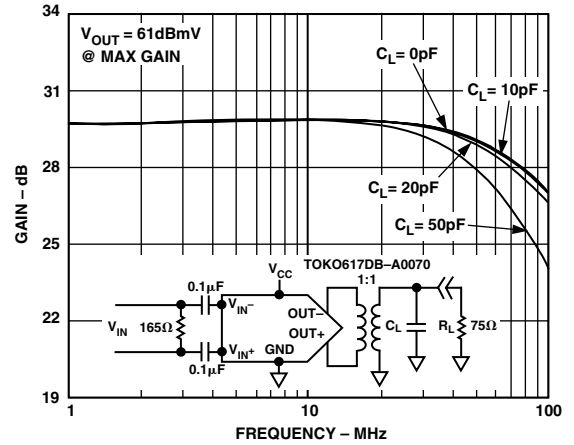 34
V_OUT = 61dBmV
@ MAX GAIN
C_L = 0pF
C_L = 10pF
31
28
C_L = 20pF
C_L = 50pF
25
GAIN – dB
TOKO617DB–A0070
1:1
V_CC
0.1μF
V_IN–
OUT–
OUT+
V_IN
165Ω
C_L
R_L
75Ω
22
V_IN+
GND
0.1μF
19
1
10
100
FREQUENCY – MHz